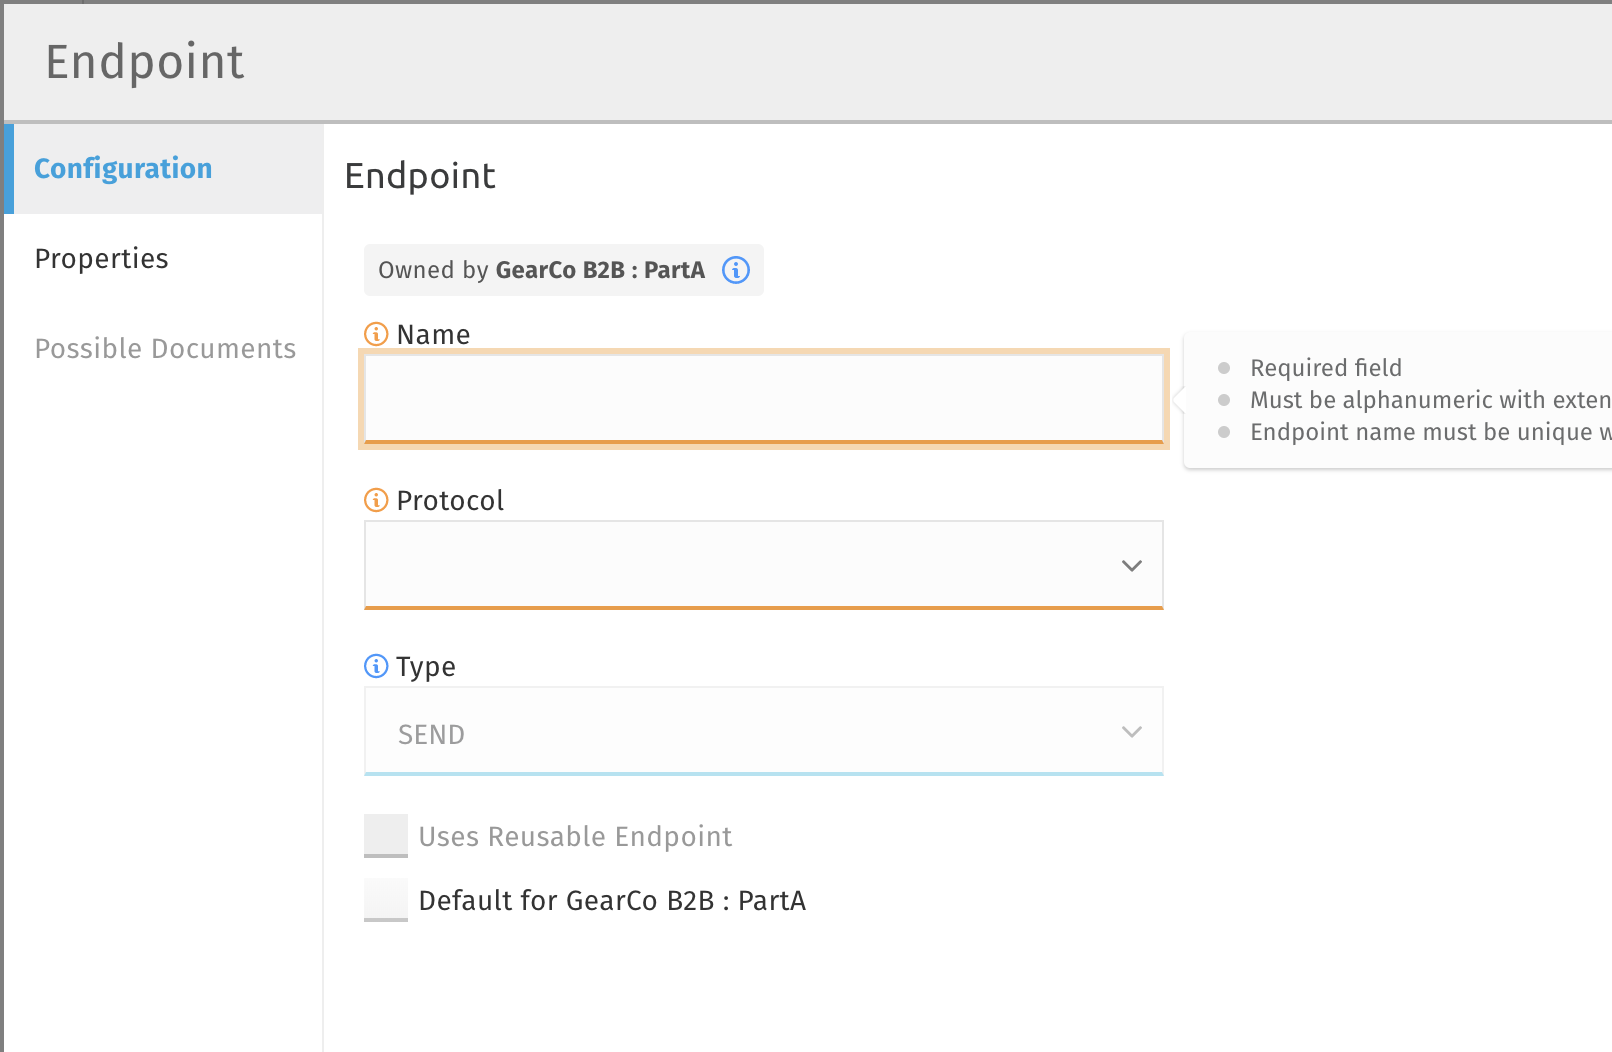 Endpoint
Configuration
Properties
Possible Documents
Endpoint
Owned by GearCo B2B : PartA
Name
Required field
Must be alphanumeric with exten
Endpoint name must be unique w
Protocol
Type
SEND
Uses Reusable Endpoint
Default for GearCo B2B : PartA